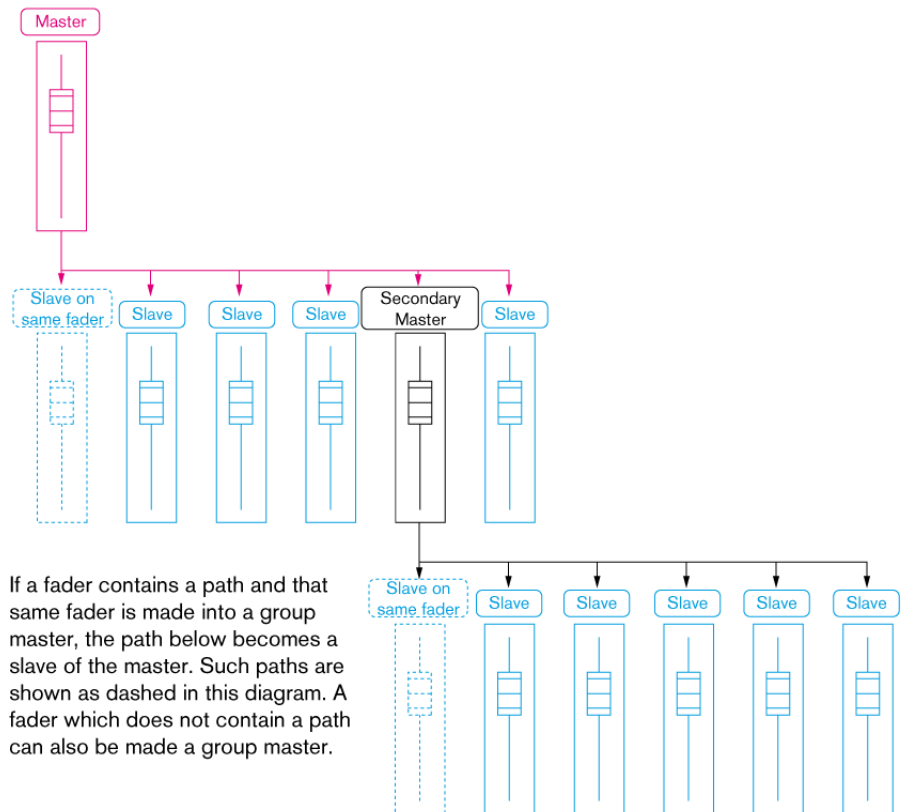 Master
Slave on
same fader
Slave
Slave
Slave
Secondary
Master
Slave
If a fader contains a path and that
same fader is made into a group
master, the path below becomes a
slave of the master. Such paths are
shown as dashed in this diagram. A
fader which does not contain a path
can also be made a group master.
Slave on
same fader
Slave
Slave
Slave
Slave
Slave